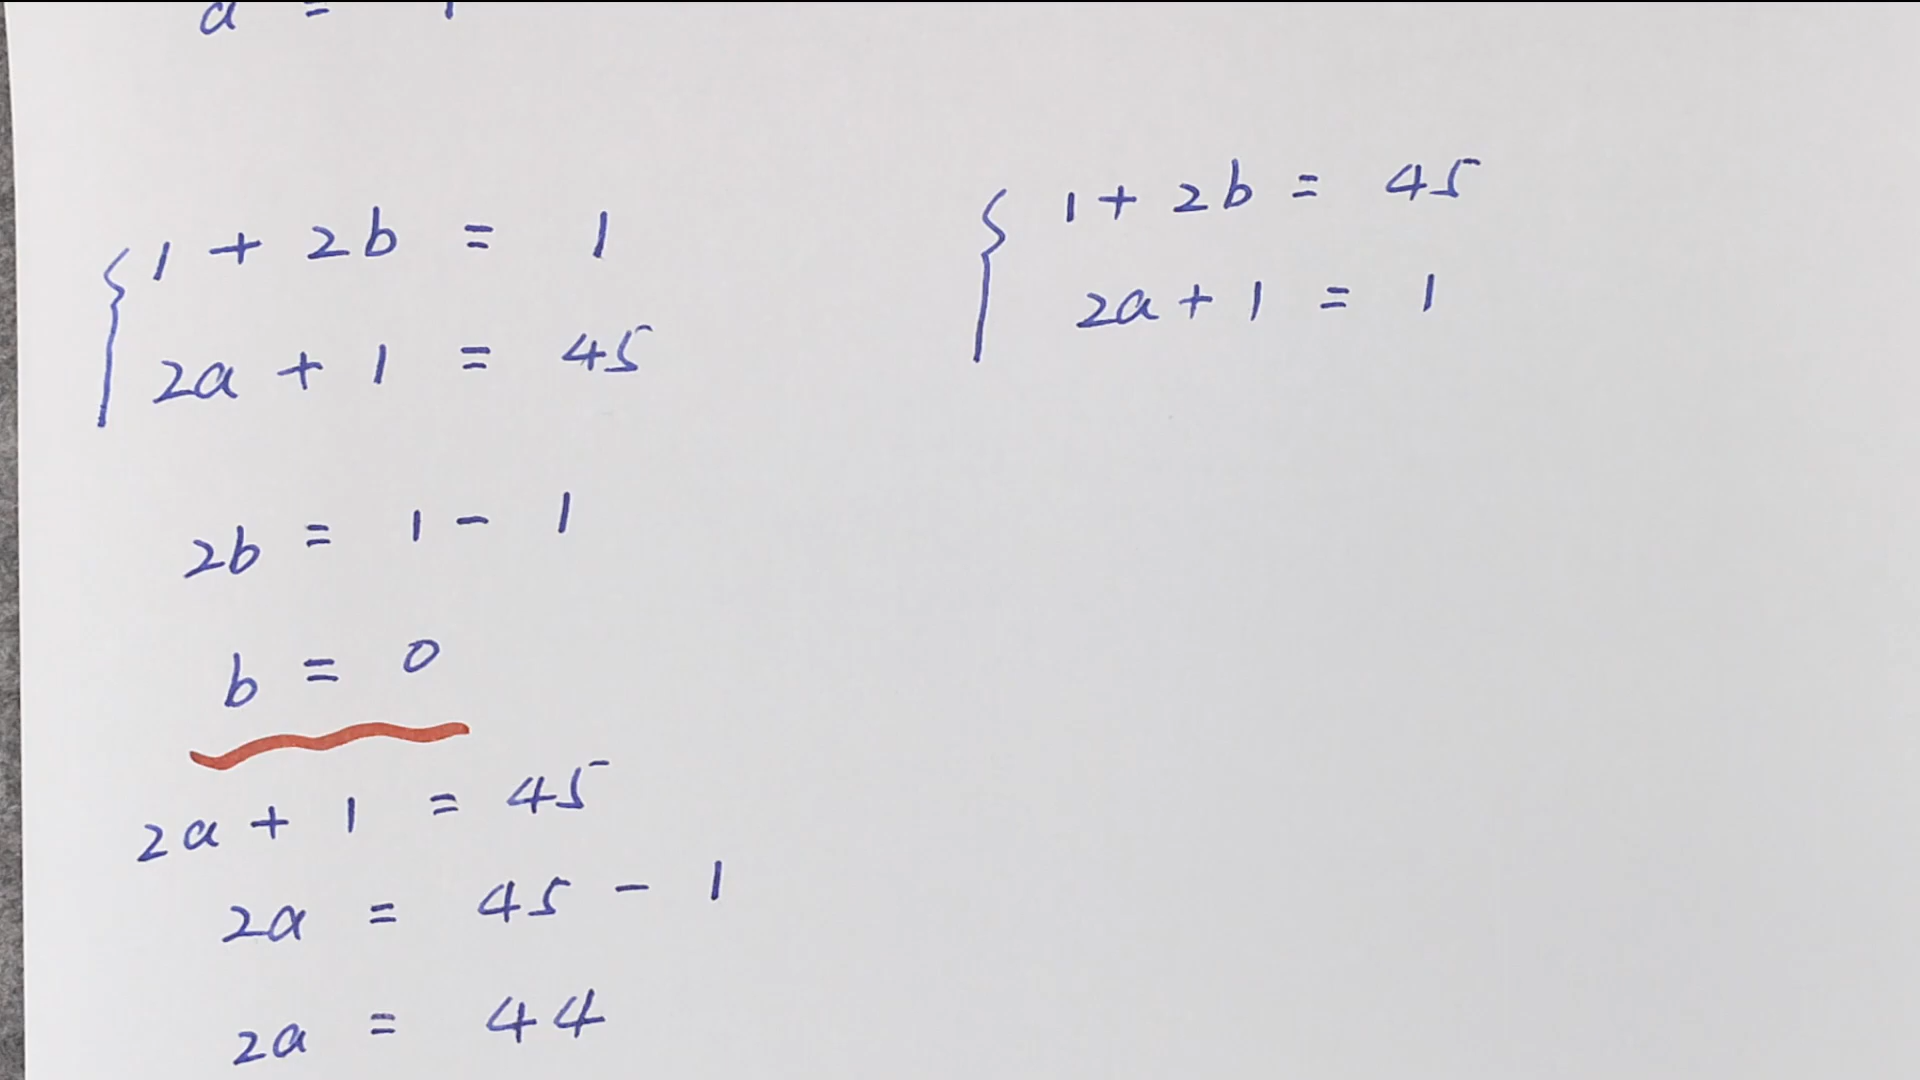 a =
1 + 2b = 1
2a + 1 = 45
2b = 1 - 1
b = 0
2a + 1 = 45
2a = 45 - 1
2a = 44
1 + 2b = 45
2a + 1 = 1